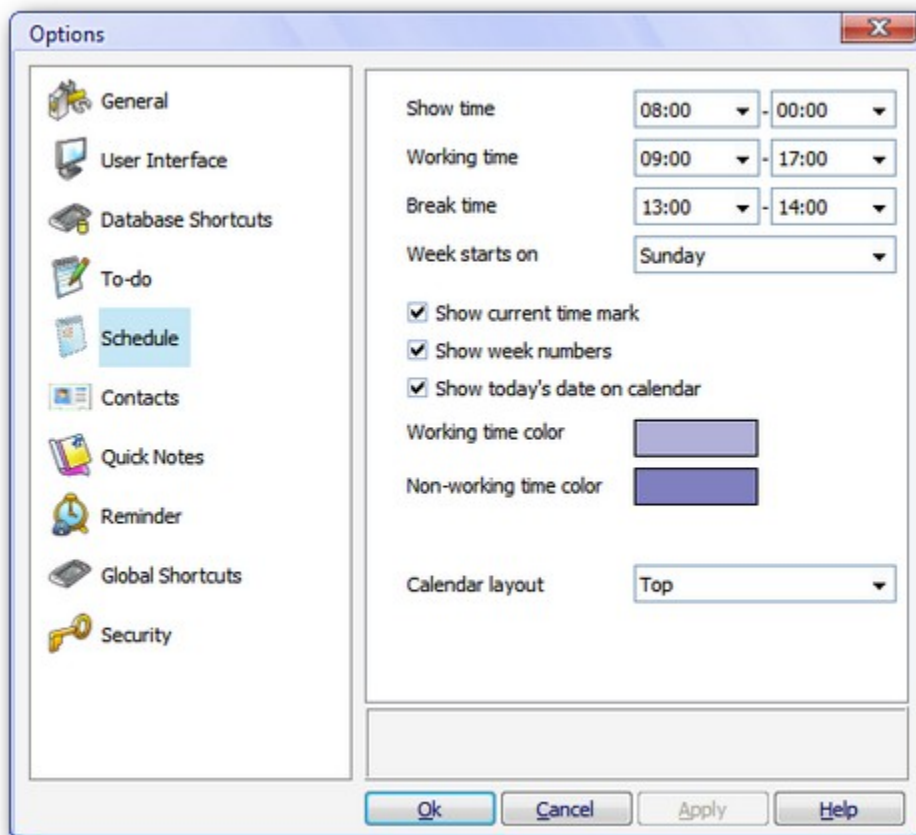 Options
General
User Interface
Database Shortcuts
To-do
Schedule
Contacts
Quick Notes
Reminder
Global Shortcuts
Security
Show time 08:00 - 00:00
Working time 09:00 - 17:00
Break time 13:00 - 14:00
Week starts on Sunday
Show current time mark
Show week numbers
Show today's date on calendar
Working time color
Non-working time color
Calendar layout Top
Ok Cancel Apply Help